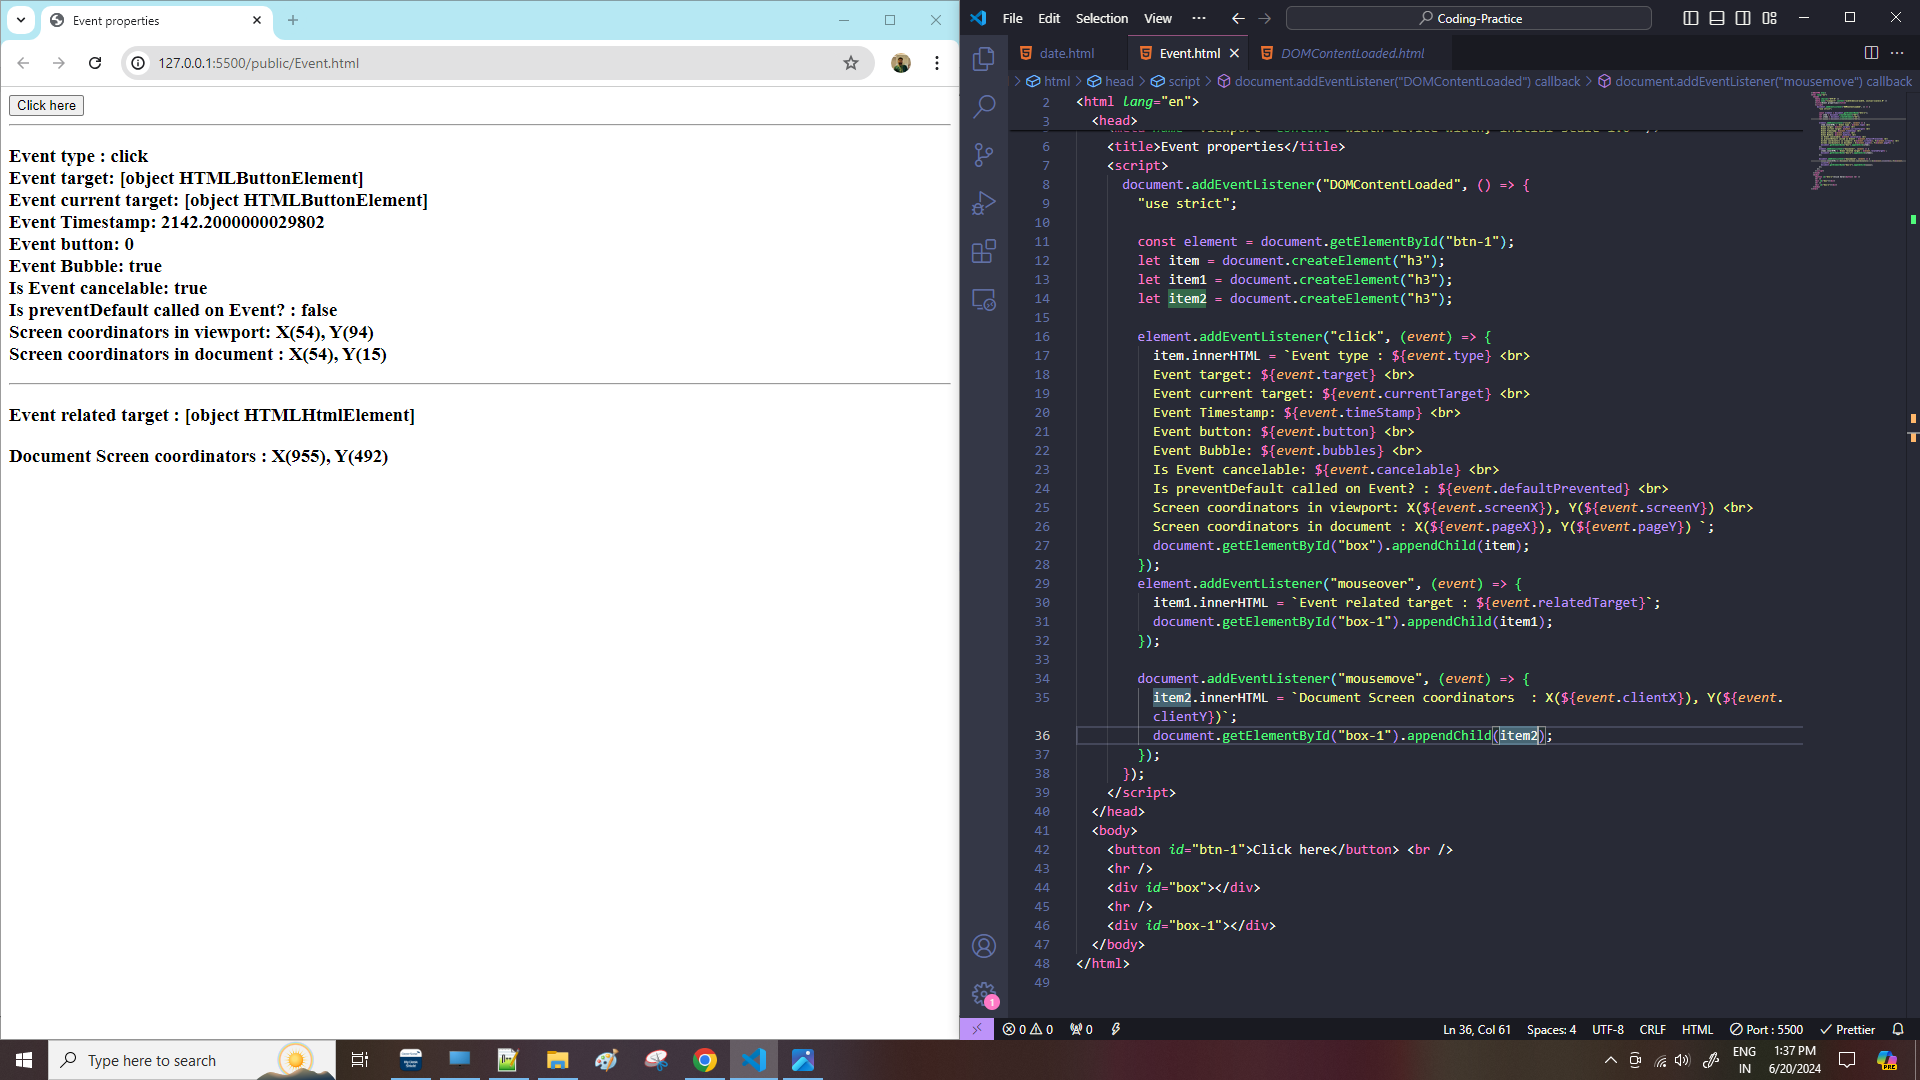 Event properties
127.0.0.1:5500/public/Event.html
Click here
Event type : click
Event target: [object HTMLButtonElement]
Event current target: [object HTMLButtonElement]
Event Timestamp: 2142.2000000029802
Event button: 0
Event Bubble: true
Is Event cancelable: true
Is preventDefault called on Event? : false
Screen coordinators in viewport: X(54), Y(94)
Screen coordinators in document : X(54), Y(15)
Event related target : [object HTMLHtmlElement]
Document Screen coordinators : X(955), Y(492)
File Edit Selection View ··· Coding-Practice
date.html Event.html DOMContentLoaded.html
html > head > script > document.addEventListener("DOMContentLoaded") callback > document.addEventListener("mousemove") callback
2 <html lang="en">
3 <head>
6 <title>Event properties</title>
7 <script>
8 document.addEventListener("DOMContentLoaded", () => {
9 "use strict";
10
11 const element = document.getElementById("btn-1");
12 let item = document.createElement("h3");
13 let item1 = document.createElement("h3");
14 let item2 = document.createElement("h3");
15
16 element.addEventListener("click", (event) => {
17 item.innerHTML = `Event type : ${event.type} <br>
18 Event target: ${event.target} <br>
19 Event current target: ${event.currentTarget} <br>
20 Event Timestamp: ${event.timeStamp} <br>
21 Event button: ${event.button} <br>
22 Event Bubble: ${event.bubbles} <br>
23 Is Event cancelable: ${event.cancelable} <br>
24 Is preventDefault called on Event? : ${event.defaultPrevented} <br>
25 Screen coordinators in viewport: X(${event.screenX}), Y(${event.screenY}) <br>
26 Screen coordinators in document : X(${event.pageX}), Y(${event.pageY}) `;
27 document.getElementById("box").appendChild(item);
28 });
29 element.addEventListener("mouseover", (event) => {
30 item1.innerHTML = `Event related target : ${event.relatedTarget}`;
31 document.getElementById("box-1").appendChild(item1);
32 });
33
34 document.addEventListener("mousemove", (event) => {
35 item2.innerHTML = `Document Screen coordinators  : X(${event.clientX}), Y(${event.
clientY})`;
36 document.getElementById("box-1").appendChild(item2);
37 });
38 });
39 </script>
40 </head>
41 <body>
42 <button id="btn-1">Click here</button> <br />
43 <hr />
44 <div id="box"></div>
45 <hr />
46 <div id="box-1"></div>
47 </body>
48 </html>
49
1
0 0 0 Ln 36, Col 61 Spaces: 4 UTF-8 CRLF HTML Port : 5500 Prettier
Type here to search
ENG
IN
1:37 PM
6/20/2024